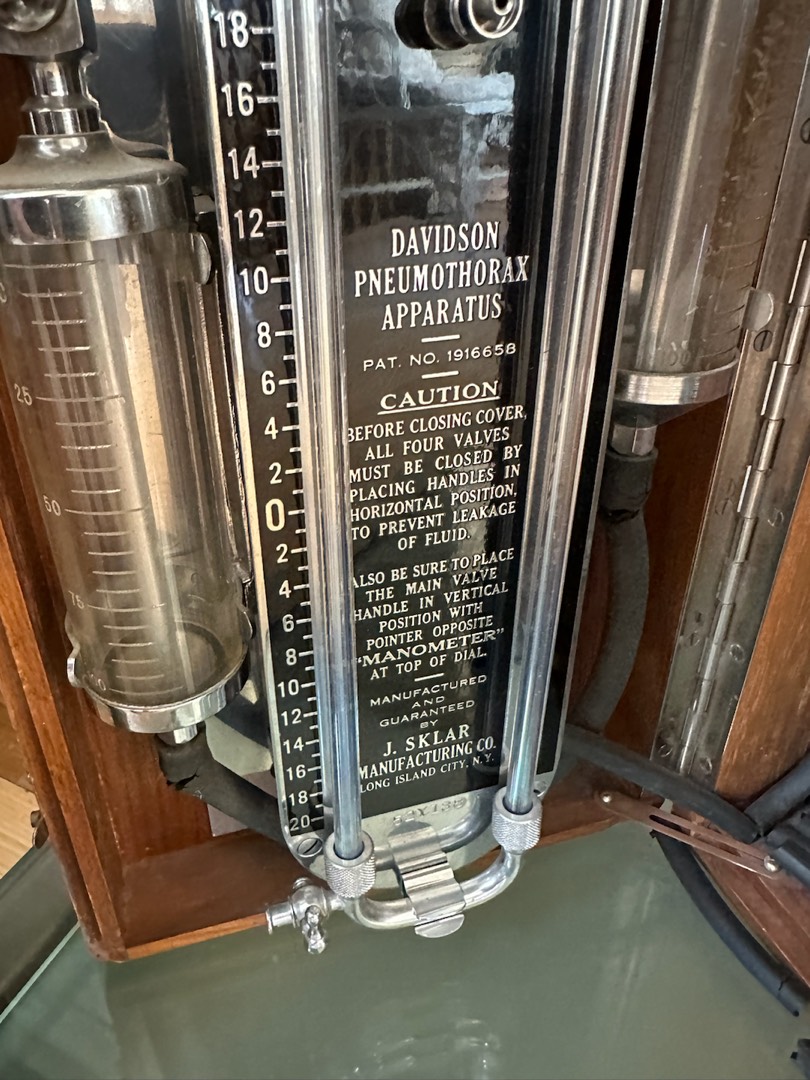 18
16
14
12
10
8
6
4
2
0
2
4
6
8
10
12
14
16
18
20
25
50
75
DAVIDSON
PNEUMOTHORAX
APPARATUS
PAT. NO. 1916658
CAUTION
BEFORE CLOSING COVER,
ALL FOUR VALVES
MUST BE CLOSED BY
PLACING HANDLES IN
HORIZONTAL POSITION,
TO PREVENT LEAKAGE
OF FLUID.
ALSO BE SURE TO PLACE
THE MAIN VALVE
HANDLE IN VERTICAL
POSITION WITH
POINTER OPPOSITE
"MANOMETER"
AT TOP OF DIAL.
MANUFACTURED
AND
GUARANTEED
BY
J. SKLAR
MANUFACTURING CO.
LONG ISLAND CITY, N.Y.